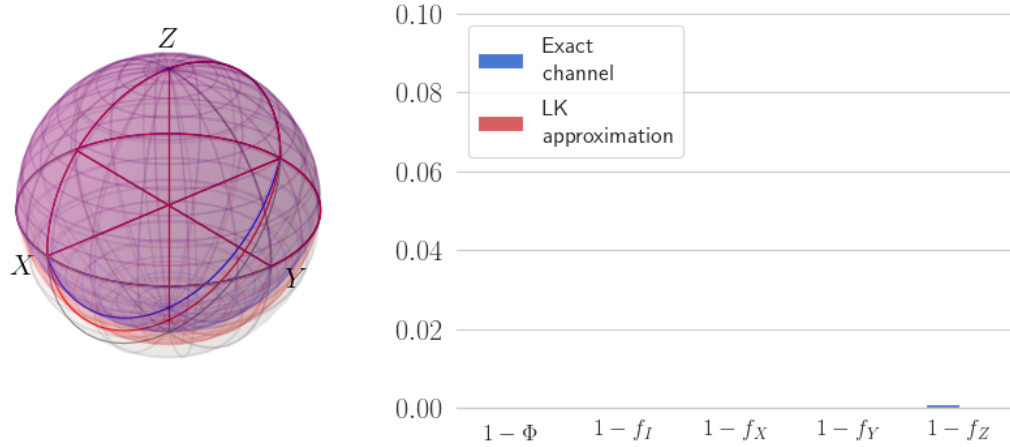 Z
X
Y
0.10
0.08
0.06
0.04
0.02
0.00
Exact
channel
LK
approximation
1 − Φ
1 − f_I
1 − f_X
1 − f_Y
1 − f_Z